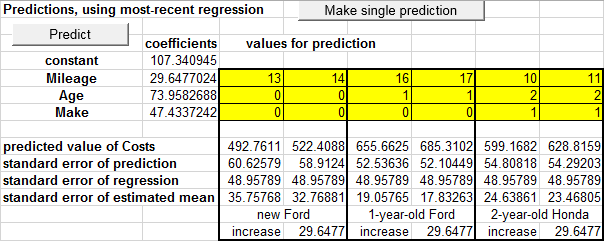 Predictions, using most-recent regression Make single prediction
Predict
coefficients values for prediction
constant 107.340945
Mileage 29.6477024 13 14 16 17 10 11
Age 73.9582688 0 0 1 1 2 2
Make 47.4337242 0 0 0 0 1 1
predicted value of Costs 492.7611 522.4088 655.6625 685.3102 599.1682 628.8159
standard error of prediction 60.62579 58.9124 52.53636 52.10449 54.80818 54.29203
standard error of regression 48.95789 48.95789 48.95789 48.95789 48.95789 48.95789
standard error of estimated mean 35.75768 32.76881 19.05765 17.83263 24.63861 23.46805
new Ford 1-year-old Ford 2-year-old Honda
increase 29.6477 increase 29.6477 increase 29.6477